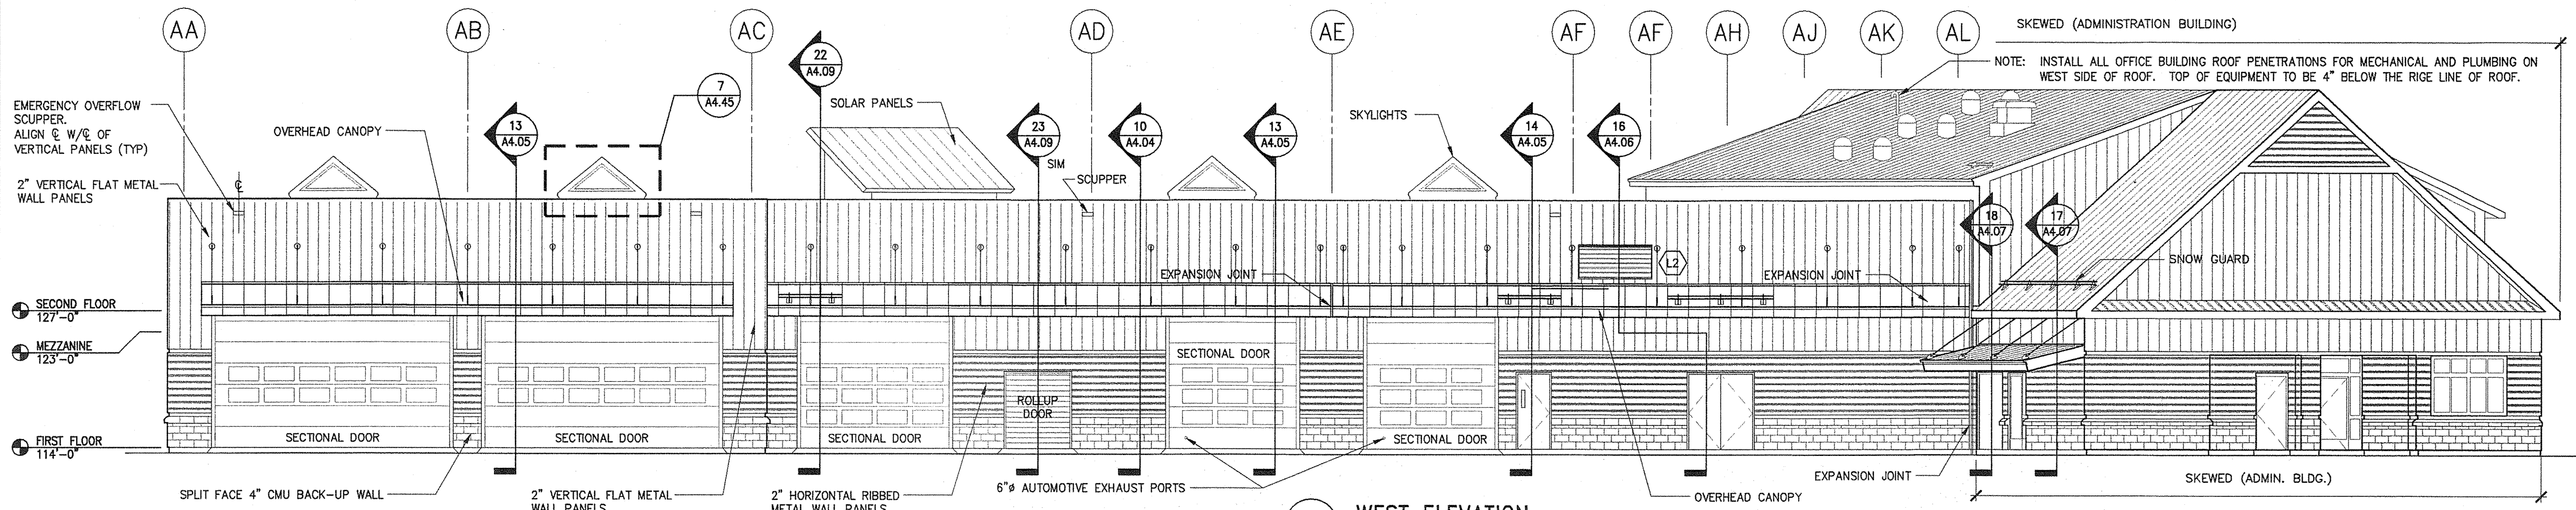 AA
AB
AC
AD
AE
AF
AF
AH
AJ
AK
AL
SKEWED (ADMINISTRATION BUILDING)
NOTE: INSTALL ALL OFFICE BUILDING ROOF PENETRATIONS FOR MECHANICAL AND PLUMBING ON
WEST SIDE OF ROOF. TOP OF EQUIPMENT TO BE 4" BELOW THE RIGE LINE OF ROOF.
22
A4.09
7
A4.45
EMERGENCY OVERFLOW
SCUPPER.
ALIGN ℄ W/℄ OF
VERTICAL PANELS (TYP)
OVERHEAD CANOPY
13
A4.05
SOLAR PANELS
23
A4.09
SIM
10
A4.04
13
A4.05
SKYLIGHTS
14
A4.05
16
A4.06
2" VERTICAL FLAT METAL
WALL PANELS
℄
SCUPPER
18
A4.07
17
A4.07
L2
SNOW GUARD
EXPANSION JOINT
EXPANSION JOINT
SECOND FLOOR
127'-0"
MEZZANINE
123'-0"
FIRST FLOOR
114'-0"
SECTIONAL DOOR
ROLLUP
DOOR
SECTIONAL DOOR
SECTIONAL DOOR
SECTIONAL DOOR
SECTIONAL DOOR
SPLIT FACE 4" CMU BACK-UP WALL
2" VERTICAL FLAT METAL
WALL PANELS
2" HORIZONTAL RIBBED
METAL WALL PANELS
6"ø AUTOMOTIVE EXHAUST PORTS
OVERHEAD CANOPY
EXPANSION JOINT
SKEWED (ADMIN. BLDG.)
WEST ELEVATION